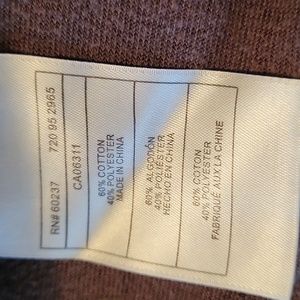 RN# 60237 720 95 2965
CA06311
60% COTTON
40% POLYESTER
MADE IN CHINA
60% ALGODÓN
40% POLIÉSTER
HECHO EN CHINA
60% COTON
40% POLYESTER
FABRIQUE AUX LA CHINE